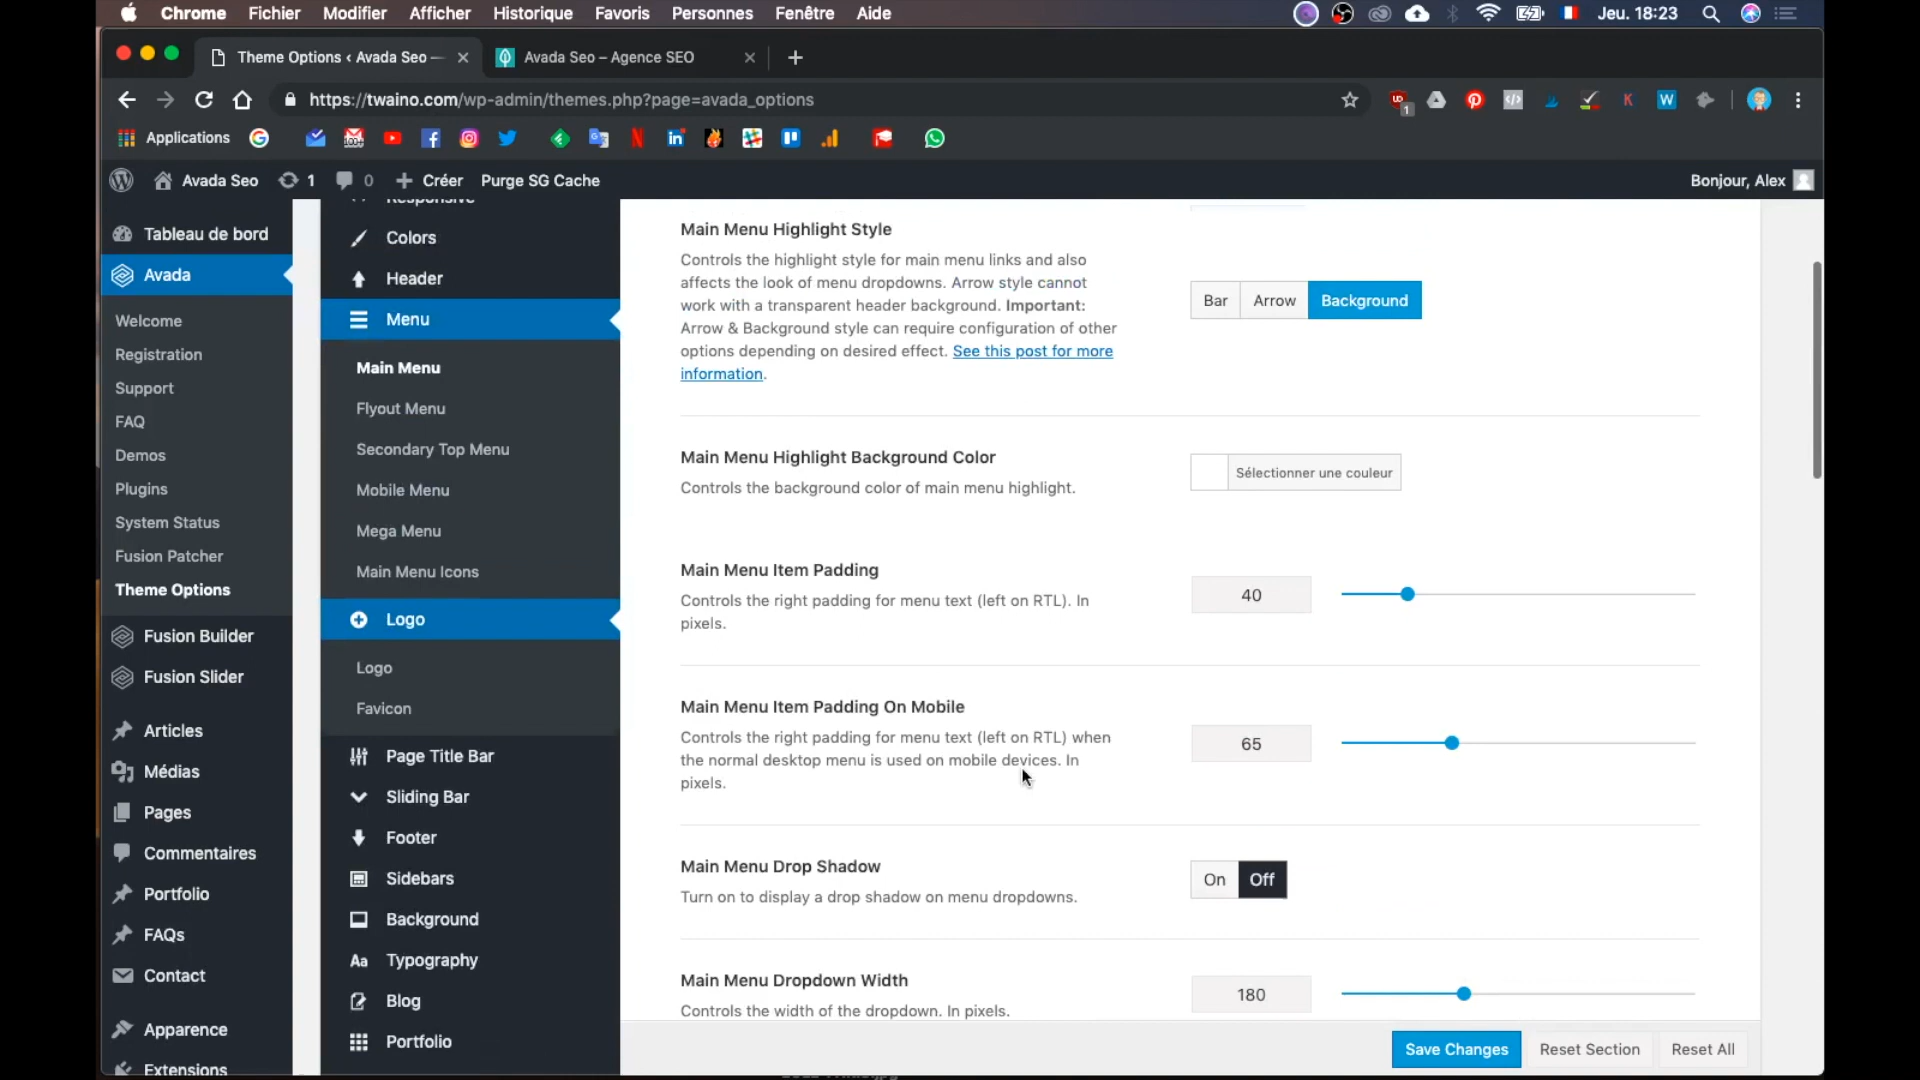 Chrome Fichier Modifier Afficher Historique Favoris Personnes Fenêtre Aide Jeu. 18:23
Theme Options ‹ Avada Seo —
Avada Seo – Agence SEO
https://twaino.com/wp-admin/themes.php?page=avada_options
1
Applications
Avada Seo 1 0 Créer Purge SG Cache Bonjour, Alex
Tableau de bord
Avada
Welcome
Registration
Support
FAQ
Demos
Plugins
System Status
Fusion Patcher
Theme Options
Fusion Builder
Fusion Slider
Articles
Médias
Pages
Commentaires
Portfolio
FAQs
Contact
Apparence
Extensions
Responsive
Colors
Header
Menu
Main Menu
Flyout Menu
Secondary Top Menu
Mobile Menu
Mega Menu
Main Menu Icons
Logo
Logo
Favicon
Page Title Bar
Sliding Bar
Footer
Sidebars
Background
Aa Typography
Blog
Portfolio
Main Menu Highlight Style
Controls the highlight style for main menu links and also
affects the look of menu dropdowns. Arrow style cannot
work with a transparent header background. Important:
Arrow & Background style can require configuration of other
options depending on desired effect. See this post for more
information.
Bar Arrow Background
Main Menu Highlight Background Color
Controls the background color of main menu highlight.
Sélectionner une couleur
Main Menu Item Padding
Controls the right padding for menu text (left on RTL). In
pixels.
40
Main Menu Item Padding On Mobile
Controls the right padding for menu text (left on RTL) when
the normal desktop menu is used on mobile devices. In
pixels.
65
Main Menu Drop Shadow
Turn on to display a drop shadow on menu dropdowns.
On Off
Main Menu Dropdown Width
Controls the width of the dropdown. In pixels.
180
Save Changes Reset Section Reset All